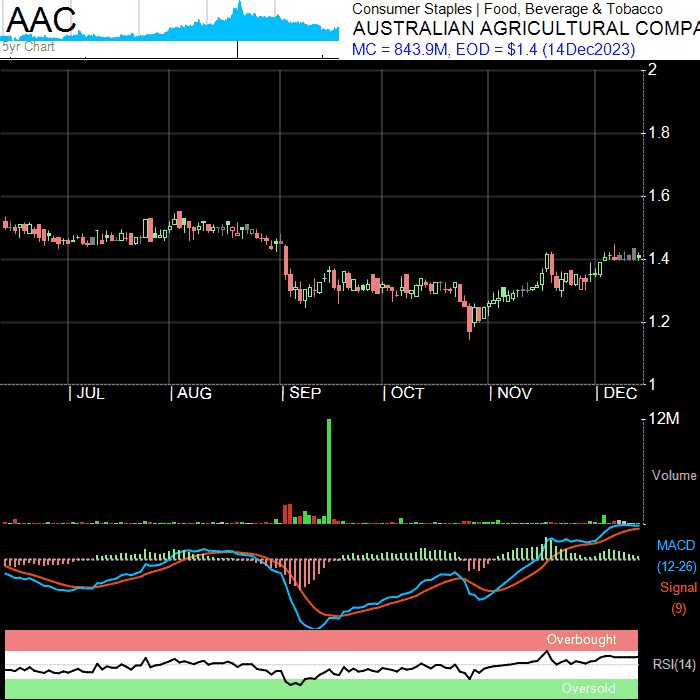 AAC
5yr Chart
Consumer Staples | Food, Beverage & Tobacco
AUSTRALIAN AGRICULTURAL COMPA
MC = 843.9M, EOD = $1.4 (14Dec2023)
2
1.8
1.6
1.4
1.2
1
JUL AUG SEP OCT NOV DEC
12M
Volume
MACD
(12-26)
Signal
(9)
Overbought
RSI(14)
Oversold